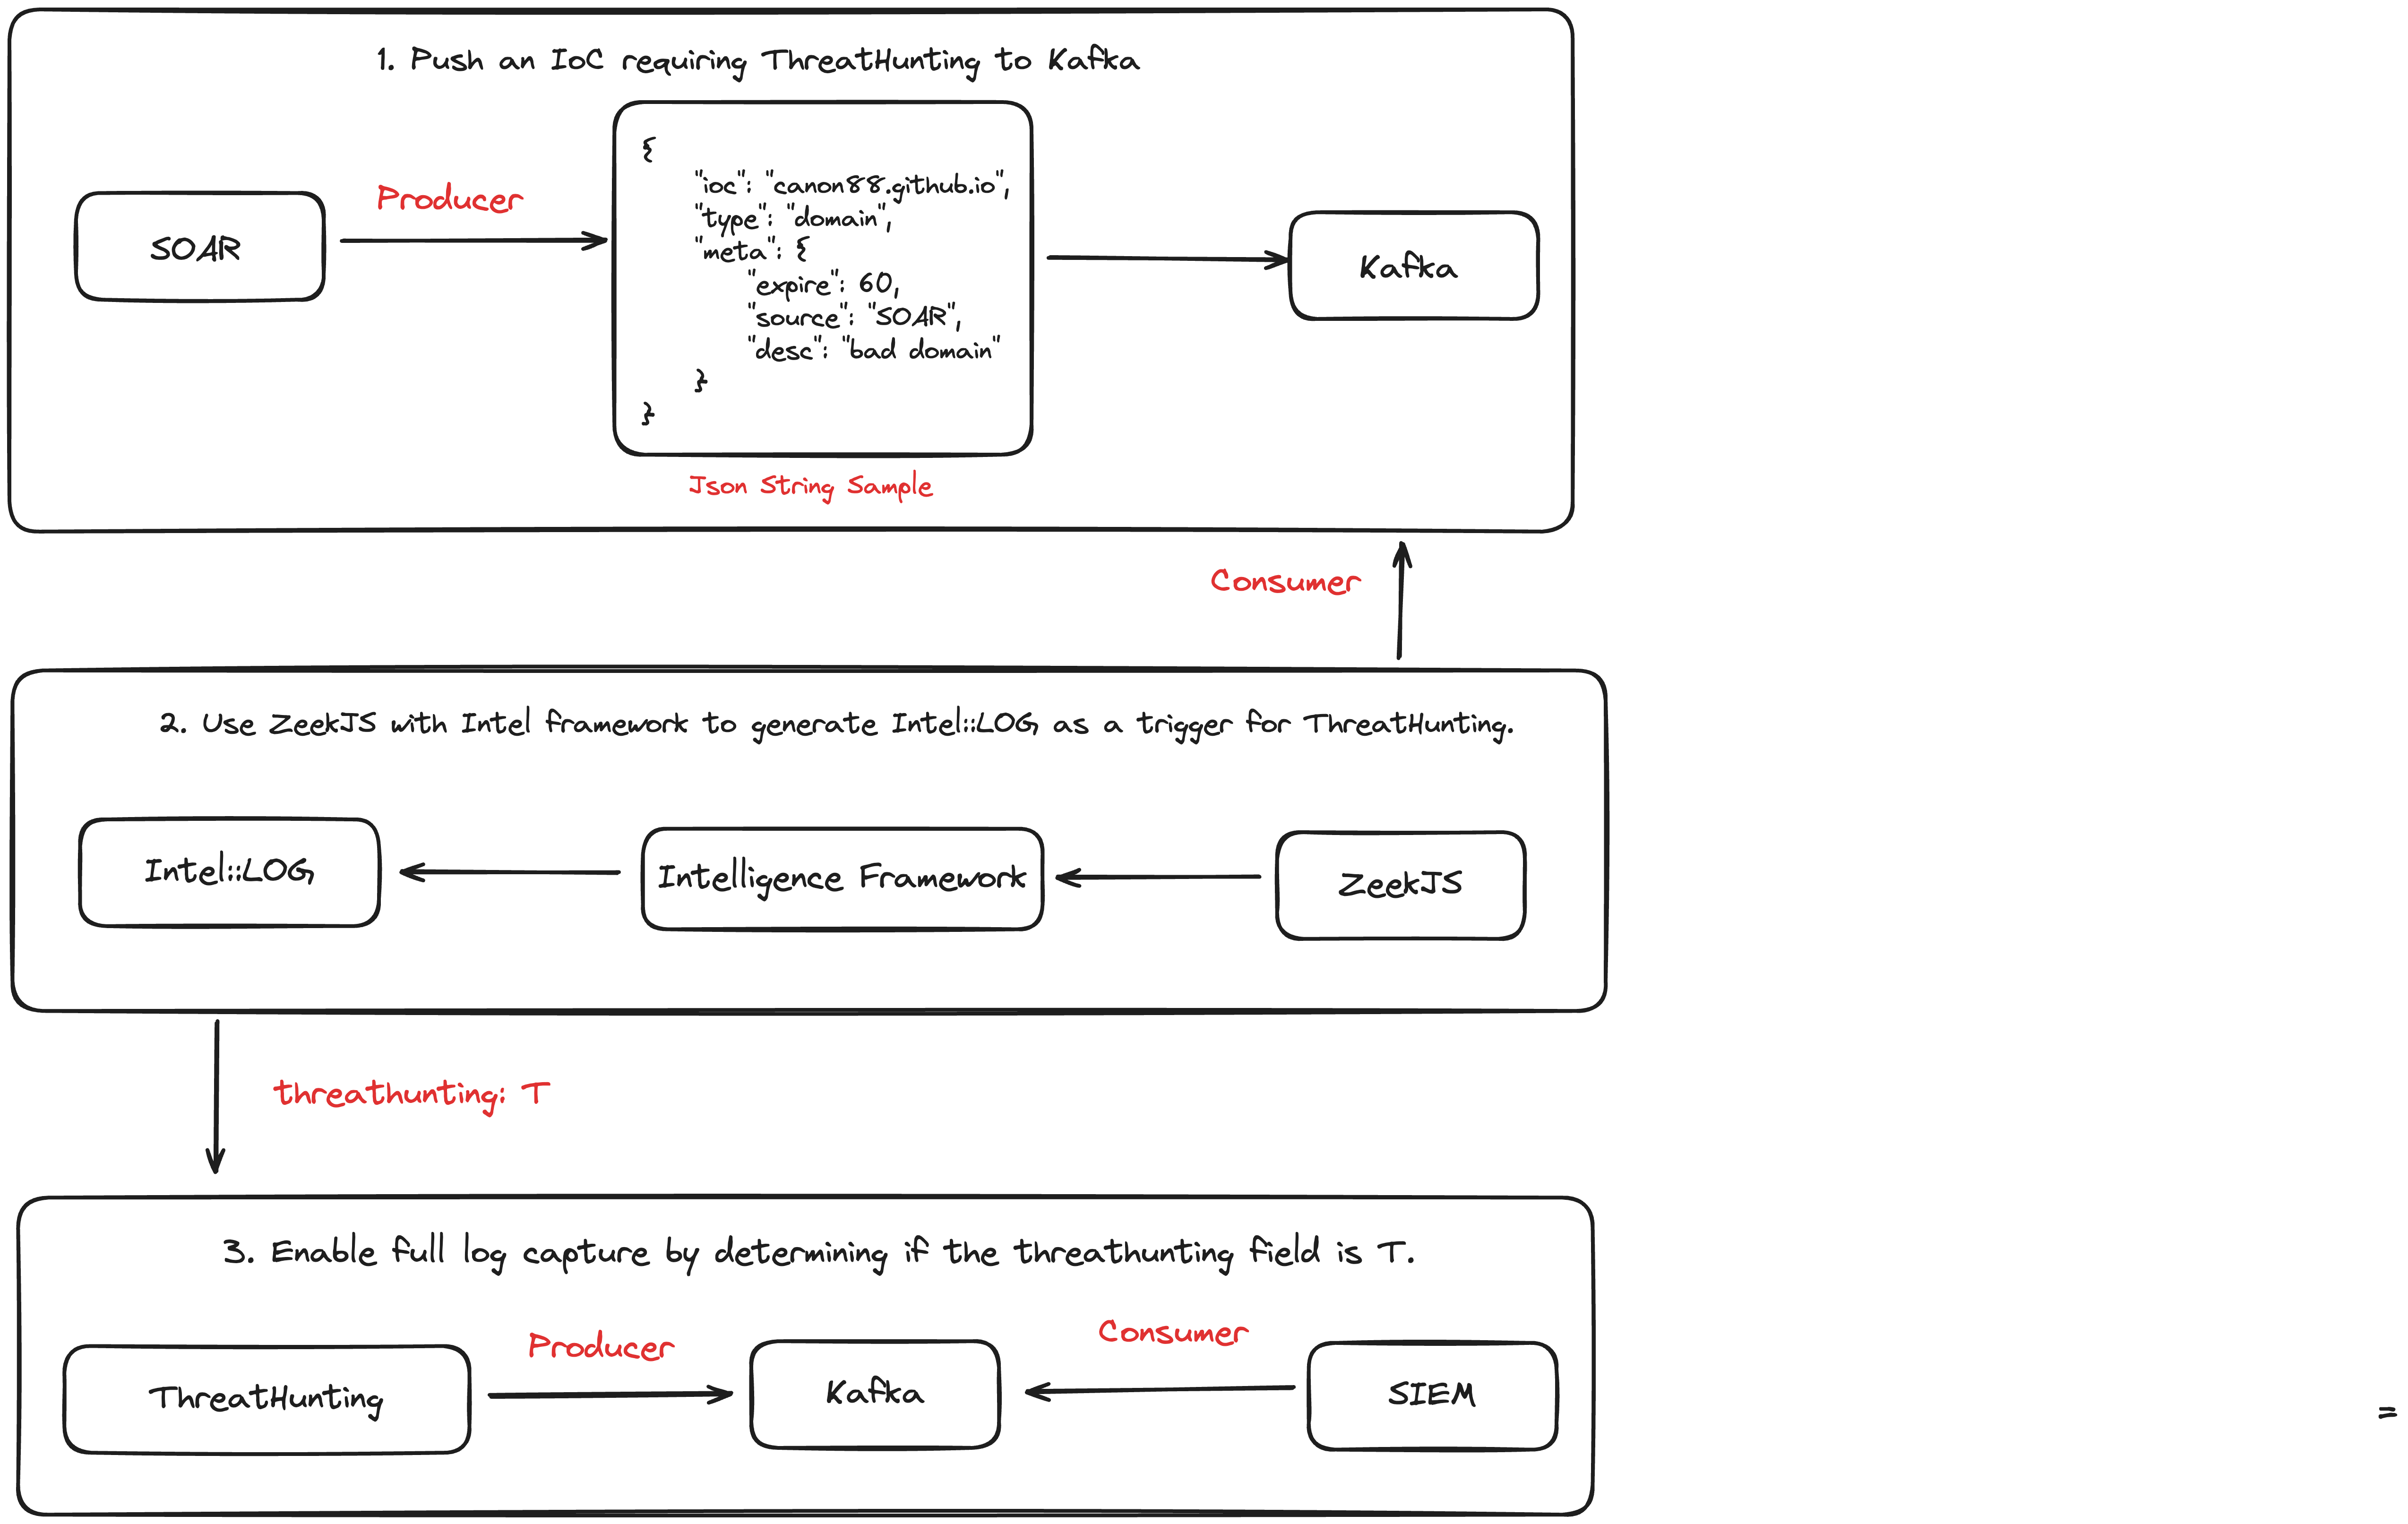 1. Push an IoC requiring ThreatHunting to Kafka
SOAR
Producer
{
"ioc": "canon88.github.io",
"type": "domain",
"meta": {
"expire": 60,
"source": "SOAR",
"desc": "bad domain"
}
}
Json String Sample
Kafka
Consumer
2. Use ZeekJS with Intel framework to generate Intel::LOG as a trigger for ThreatHunting.
Intel::LOG
Intelligence Framework
ZeekJS
threathunting: T
3. Enable full log capture by determining if the threathunting field is T.
ThreatHunting
Producer
Kafka
Consumer
SIEM
=